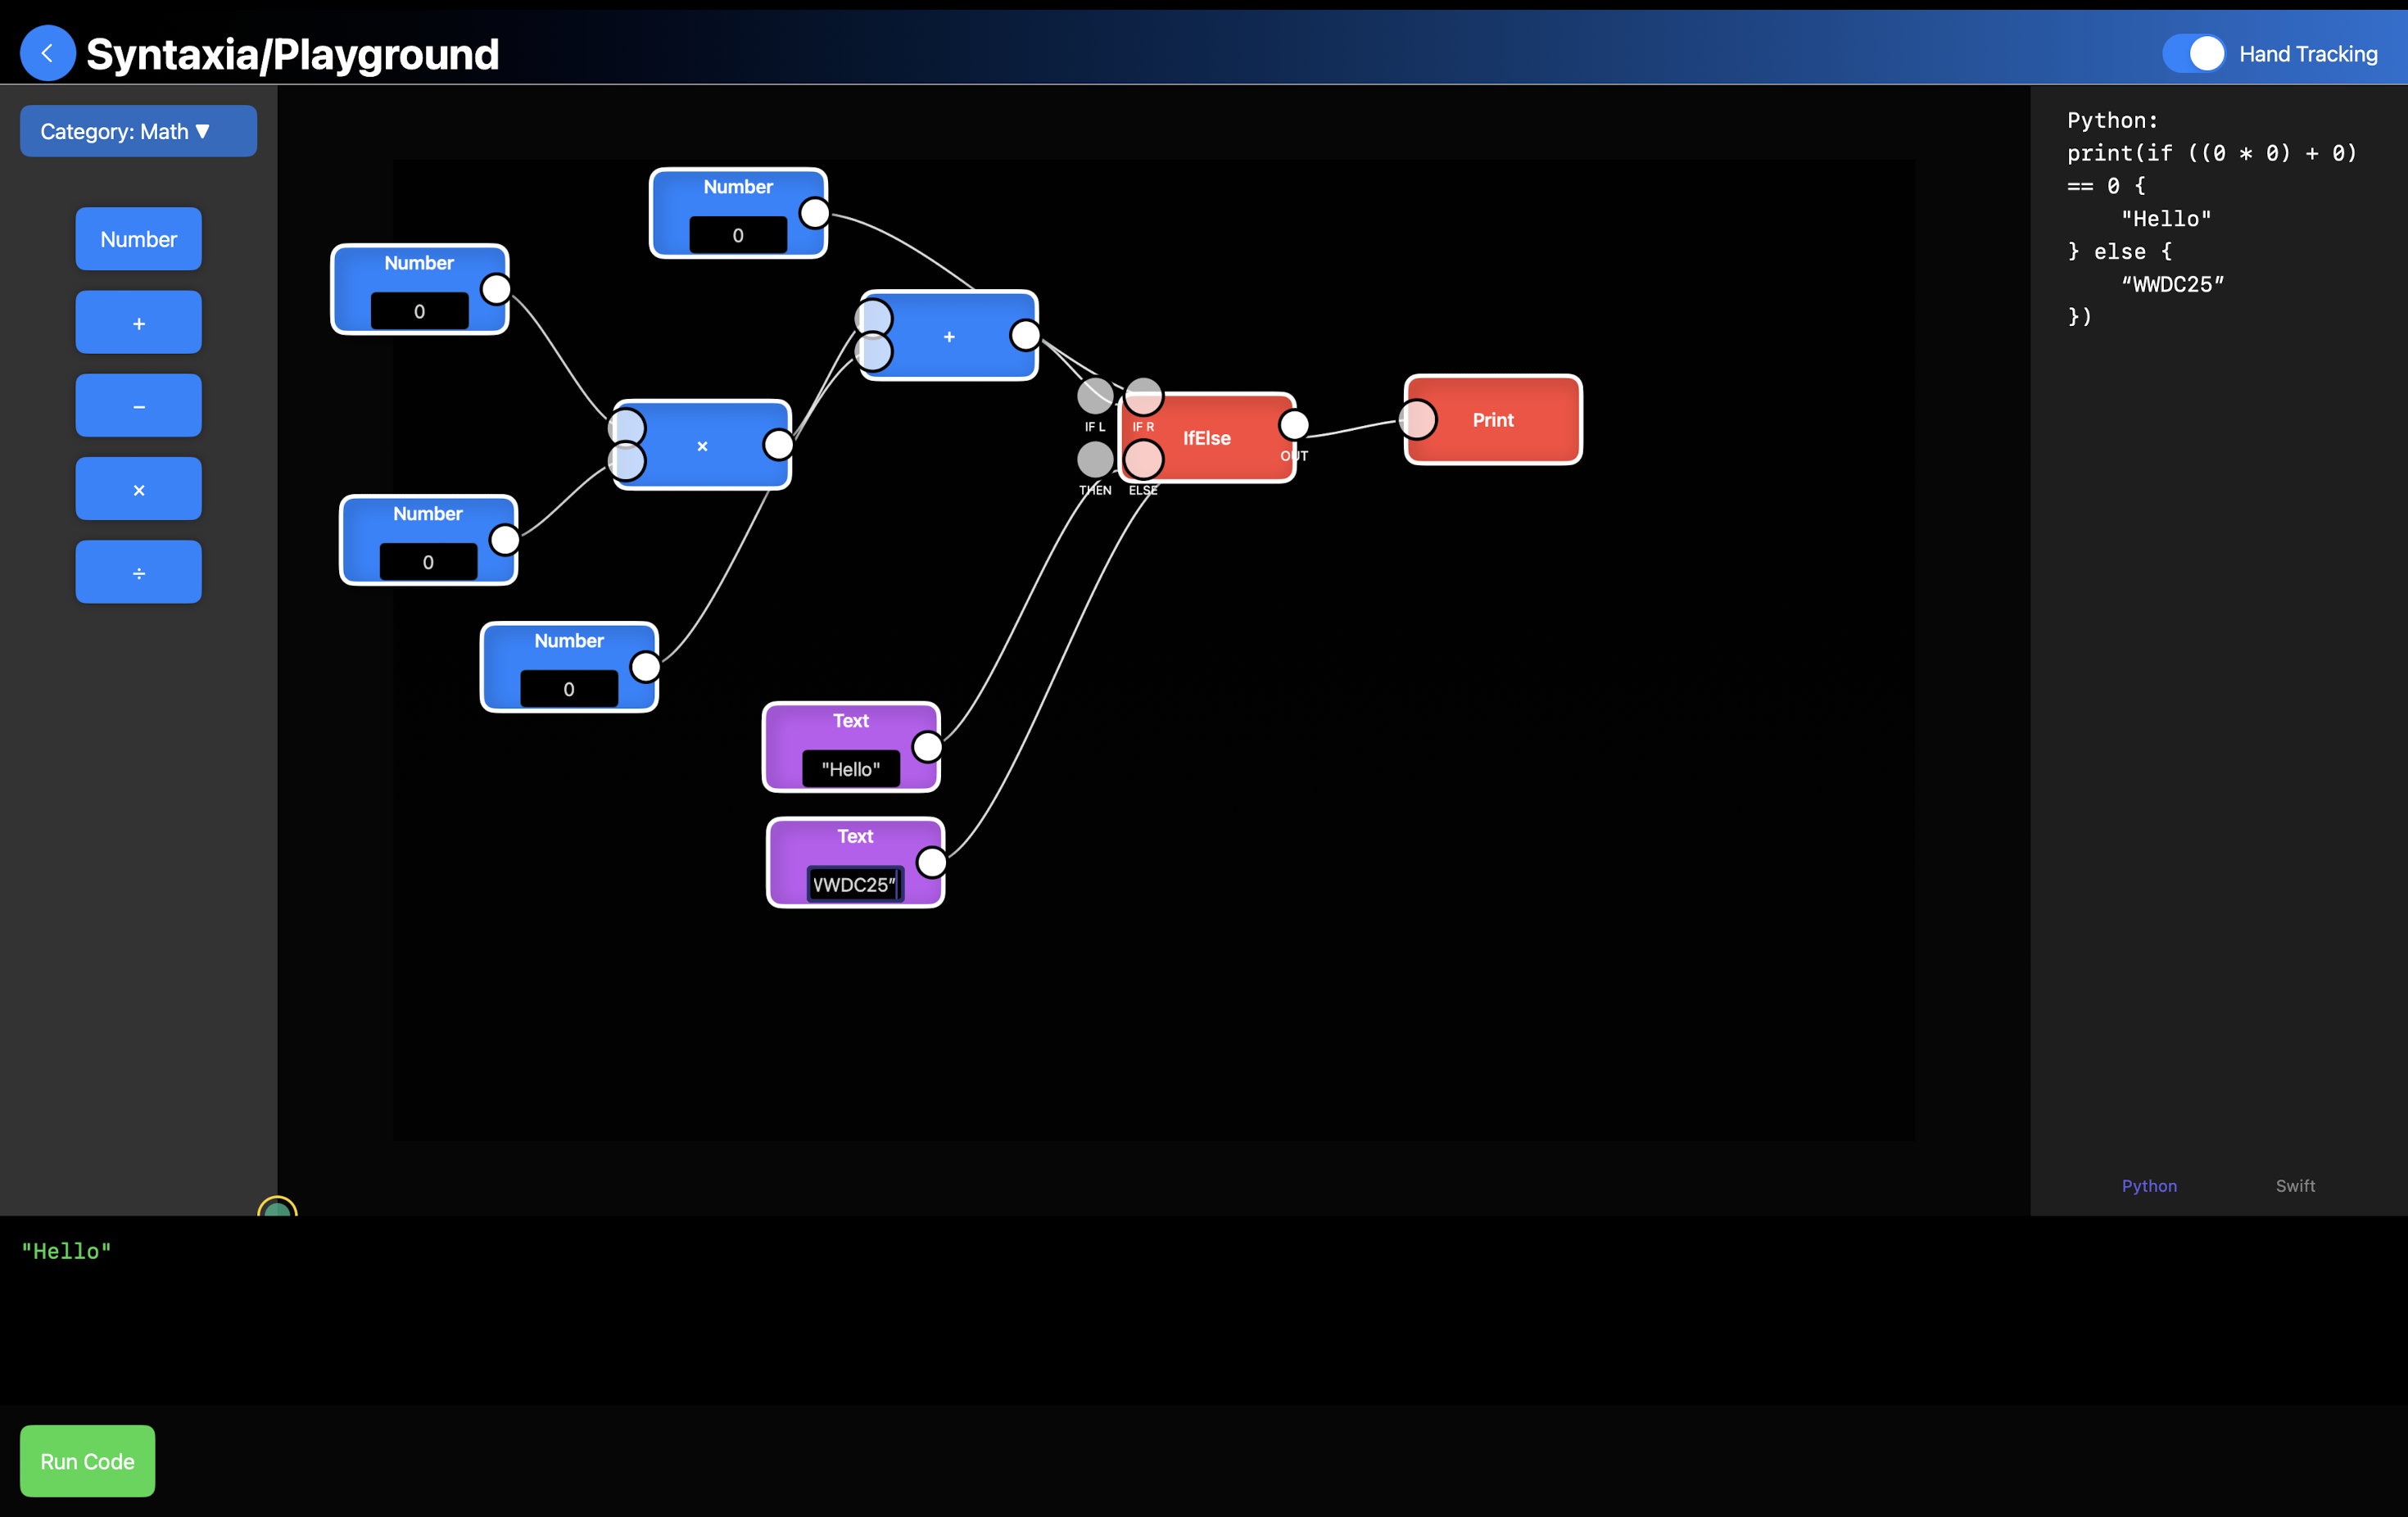 Syntaxia/Playground
Hand Tracking
Category: Math ▼
Number
+
−
×
÷
Number
0
Number
0
+
×
Number
0
Number
0
IF L
IF R
THEN
ELSE
IfElse
OUT
Print
Text
"Hello"
Text
WWDC25”
Python:
print(if ((0 * 0) + 0)
== 0 {
"Hello"
} else {
“WWDC25”
})
Python
Swift
"Hello"
Run Code